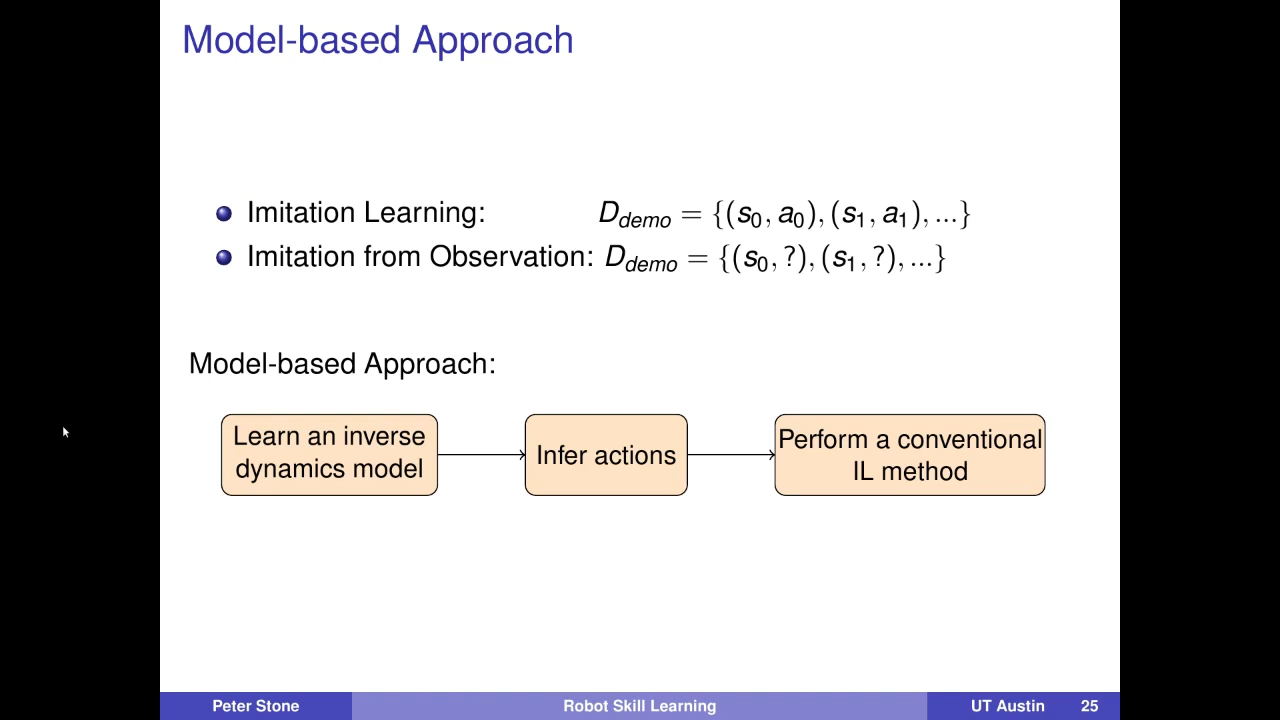 Model-based Approach
Imitation Learning: D_demo = {(s_0, a_0), (s_1, a_1), ...}
Imitation from Observation: D_demo = {(s_0, ?), (s_1, ?), ...}
Model-based Approach:
Learn an inverse
dynamics model
Infer actions
Perform a conventional
IL method
Peter Stone Robot Skill Learning UT Austin 25